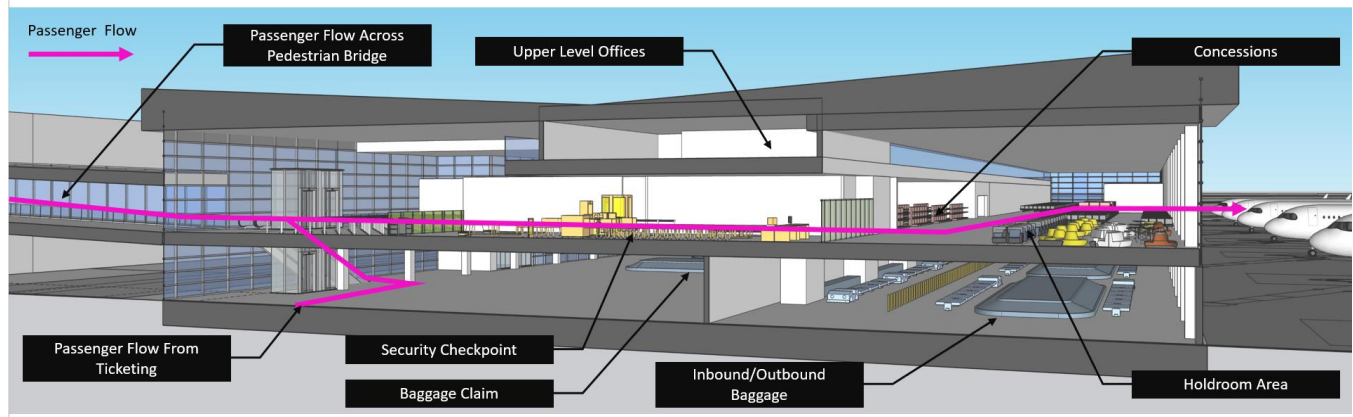 Passenger Flow
Passenger Flow Across
Pedestrian Bridge
Upper Level Offices
Concessions
Passenger Flow From
Ticketing
Security Checkpoint
Baggage Claim
Inbound/Outbound
Baggage
Holdroom Area